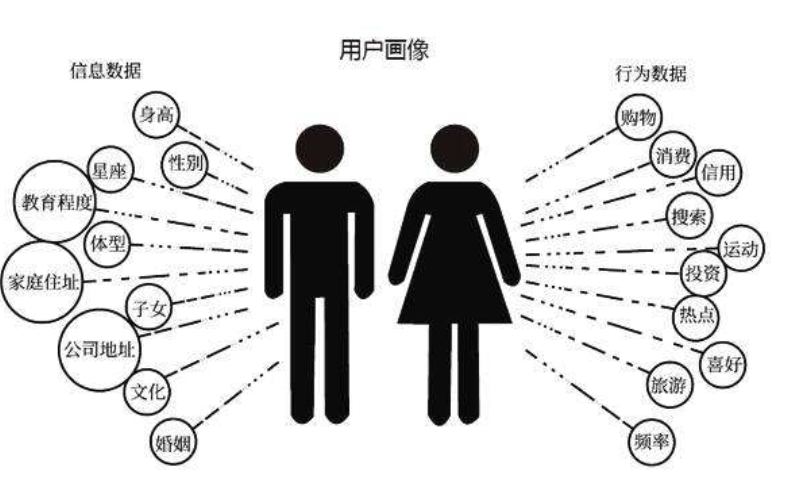 用户画像
信息数据
身高
性别
星座
教育程度
体型
家庭住址
子女
公司地址
文化
婚姻
行为数据
购物
消费
信用
搜索
运动
投资
热点
喜好
旅游
频率